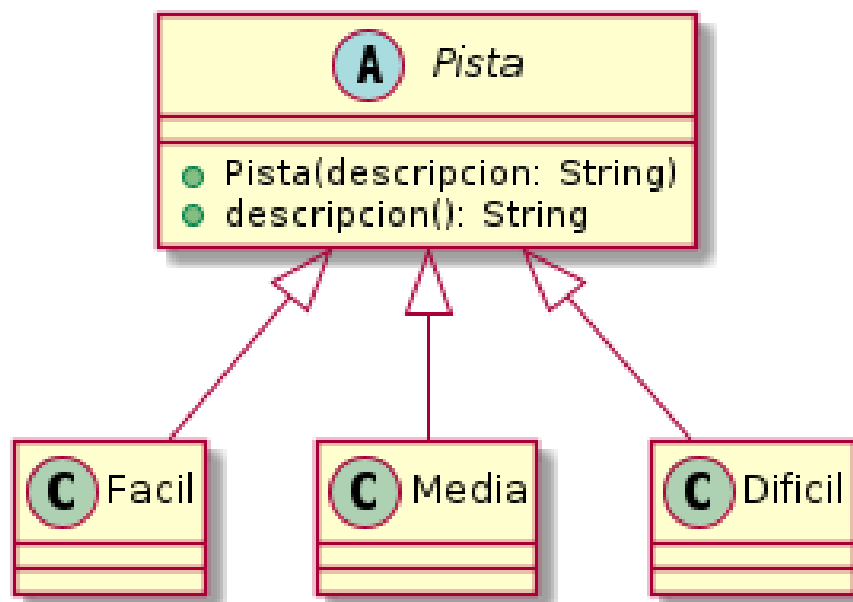 A Pista
Pista(descripcion: String)
descripcion(): String
C Facil
C Media
C Dificil